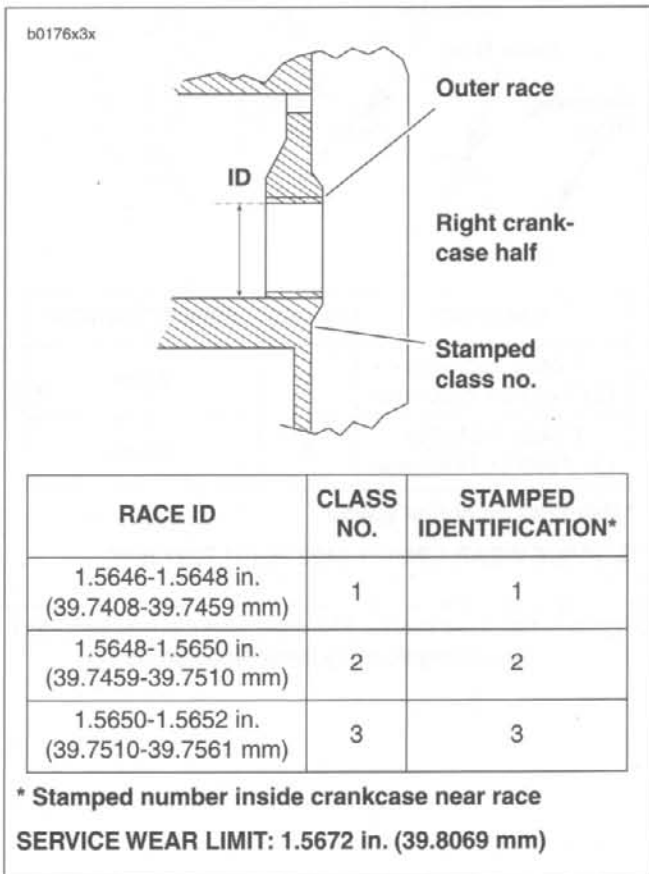 b0176x3x
Outer race
ID
Right crank-
case half
Stamped
class no.
RACE ID
CLASS
NO.
STAMPED
IDENTIFICATION*
1.5646-1.5648 in.
(39.7408-39.7459 mm)
1
1
1.5648-1.5650 in.
(39.7459-39.7510 mm)
2
2
1.5650-1.5652 in.
(39.7510-39.7561 mm)
3
3
* Stamped number inside crankcase near race
SERVICE WEAR LIMIT: 1.5672 in. (39.8069 mm)